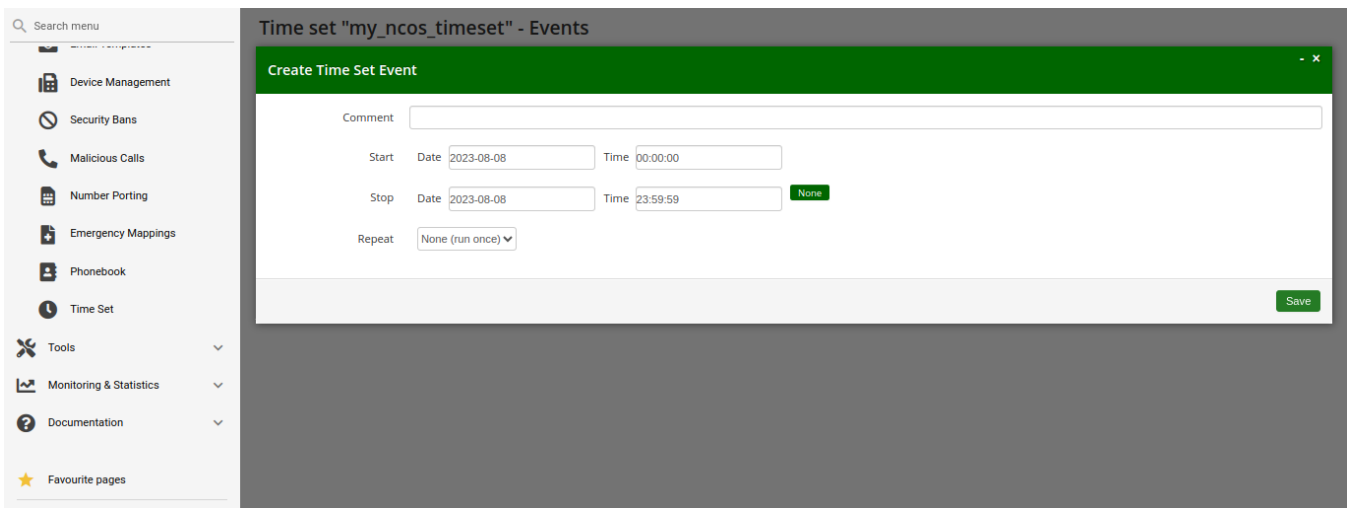 Search menu
Time set "my_ncos_timeset" - Events
Device Management
Security Bans
Malicious Calls
Number Porting
Emergency Mappings
Phonebook
Time Set
Tools
Monitoring & Statistics
Documentation
Favourite pages
Create Time Set Event
- ×
Comment
Start Date 2023-08-08 Time 00:00:00
Stop Date 2023-08-08 Time 23:59:59 None
Repeat None (run once)
Save